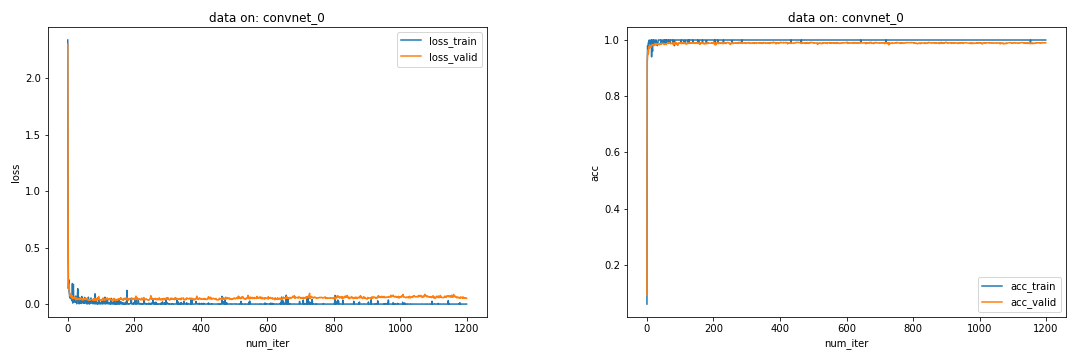 data on: convnet_0
loss_train
loss_valid
2.0
1.5
1.0
0.5
0.0
loss
0
200
400
600
800
1000
1200
num_iter
data on: convnet_0
1.0
0.8
0.6
0.4
0.2
acc
acc_train
acc_valid
0
200
400
600
800
1000
1200
num_iter